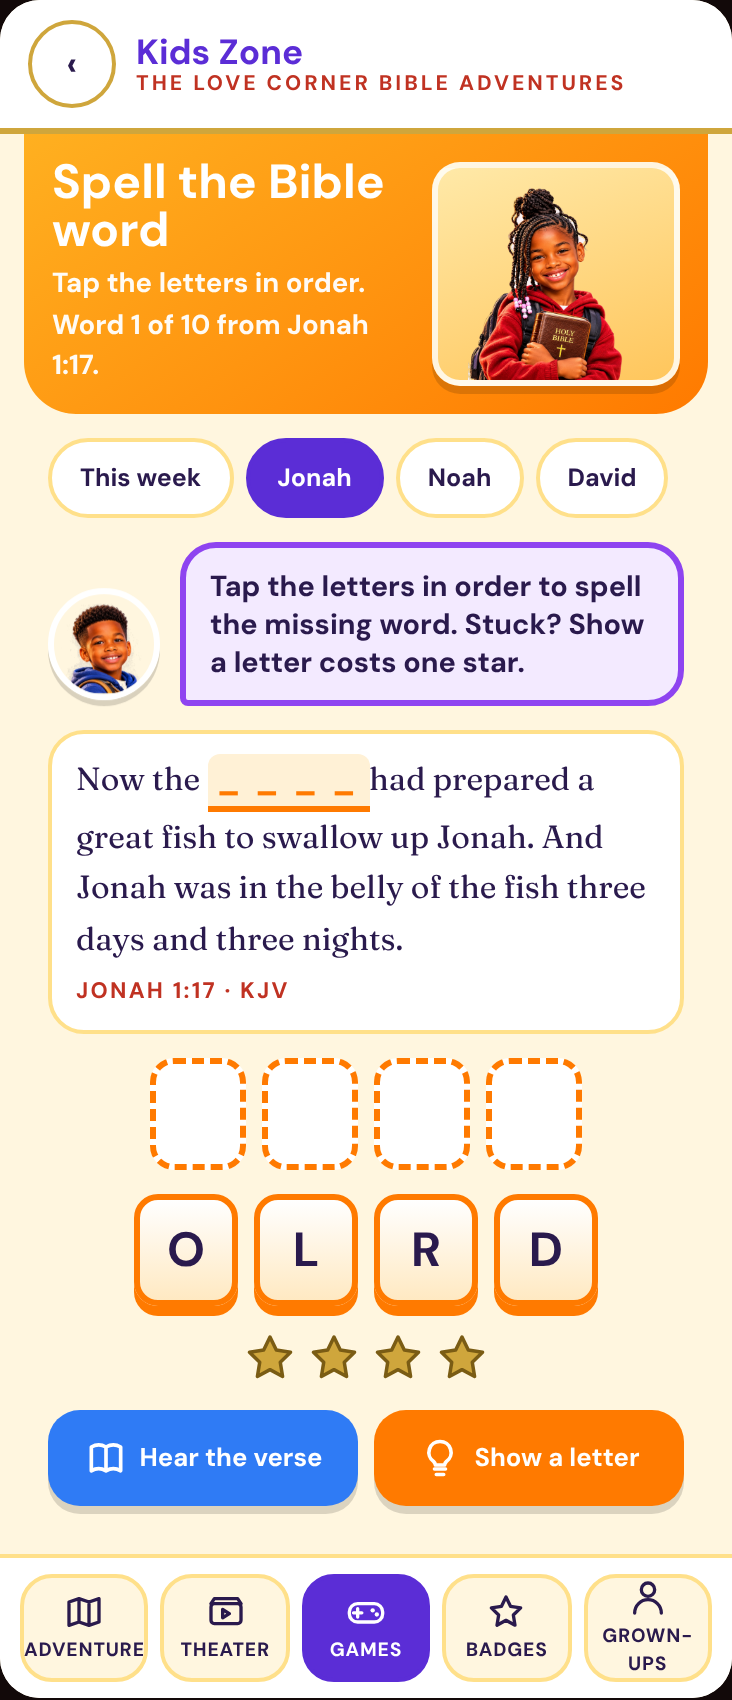 Kids Zone
THE LOVE CORNER BIBLE ADVENTURES
Spell the Bible
word
Tap the letters in order.
Word 1 of 10 from Jonah
1:17.
HOLY
BIBLE
This week
Jonah
Noah
David
Tap the letters in order to spell
the missing word. Stuck? Show
a letter costs one star.
Now the _ _ _ _ had prepared a
great fish to swallow up Jonah. And
Jonah was in the belly of the fish three
days and three nights.
JONAH 1:17 · KJV
O L R D
Hear the verse
Show a letter
ADVENTURE
THEATER
GAMES
BADGES
GROWN-
UPS